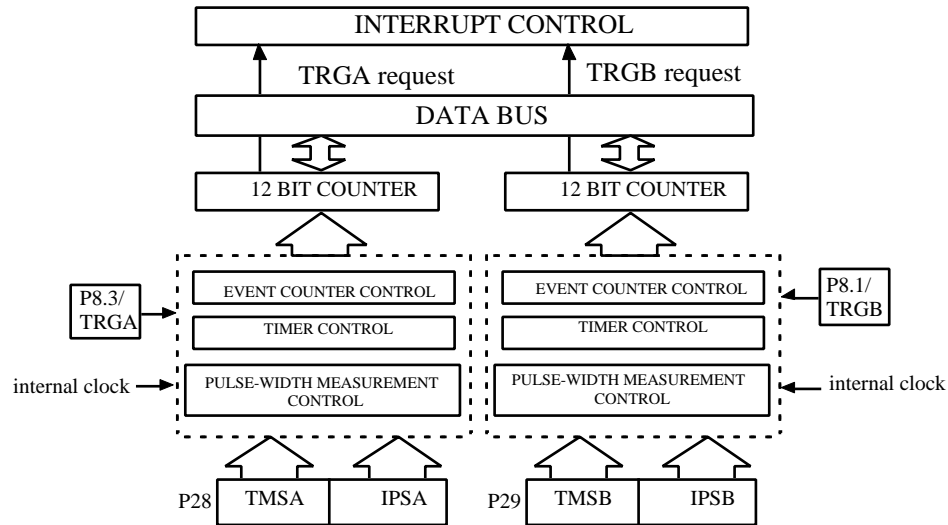 INTERRUPT CONTROL
TRGA request
TRGB request
DATA BUS
12 BIT COUNTER
12 BIT COUNTER
EVENT COUNTER CONTROL
EVENT COUNTER CONTROL
P8.3/
TRGA
P8.1/
TRGB
TIMER CONTROL
TIMER CONTROL
internal clock
PULSE-WIDTH MEASUREMENT
CONTROL
PULSE-WIDTH MEASUREMENT
CONTROL
internal clock
P28
TMSA
IPSA
P29
TMSB
IPSB